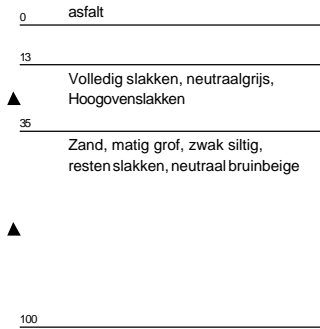 0 asfalt
13
Volledig slakken, neutraalgrijs,
Hoogovenslakken
35
Zand, matig grof, zwak siltig,
resten slakken, neutraal bruinbeige
100